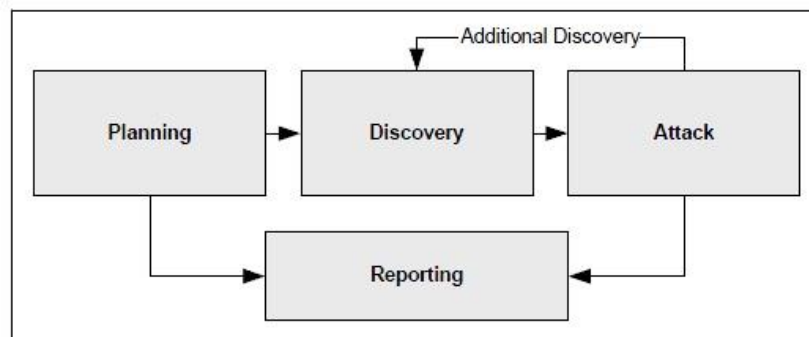 Additional Discovery
Planning
Discovery
Attack
Reporting